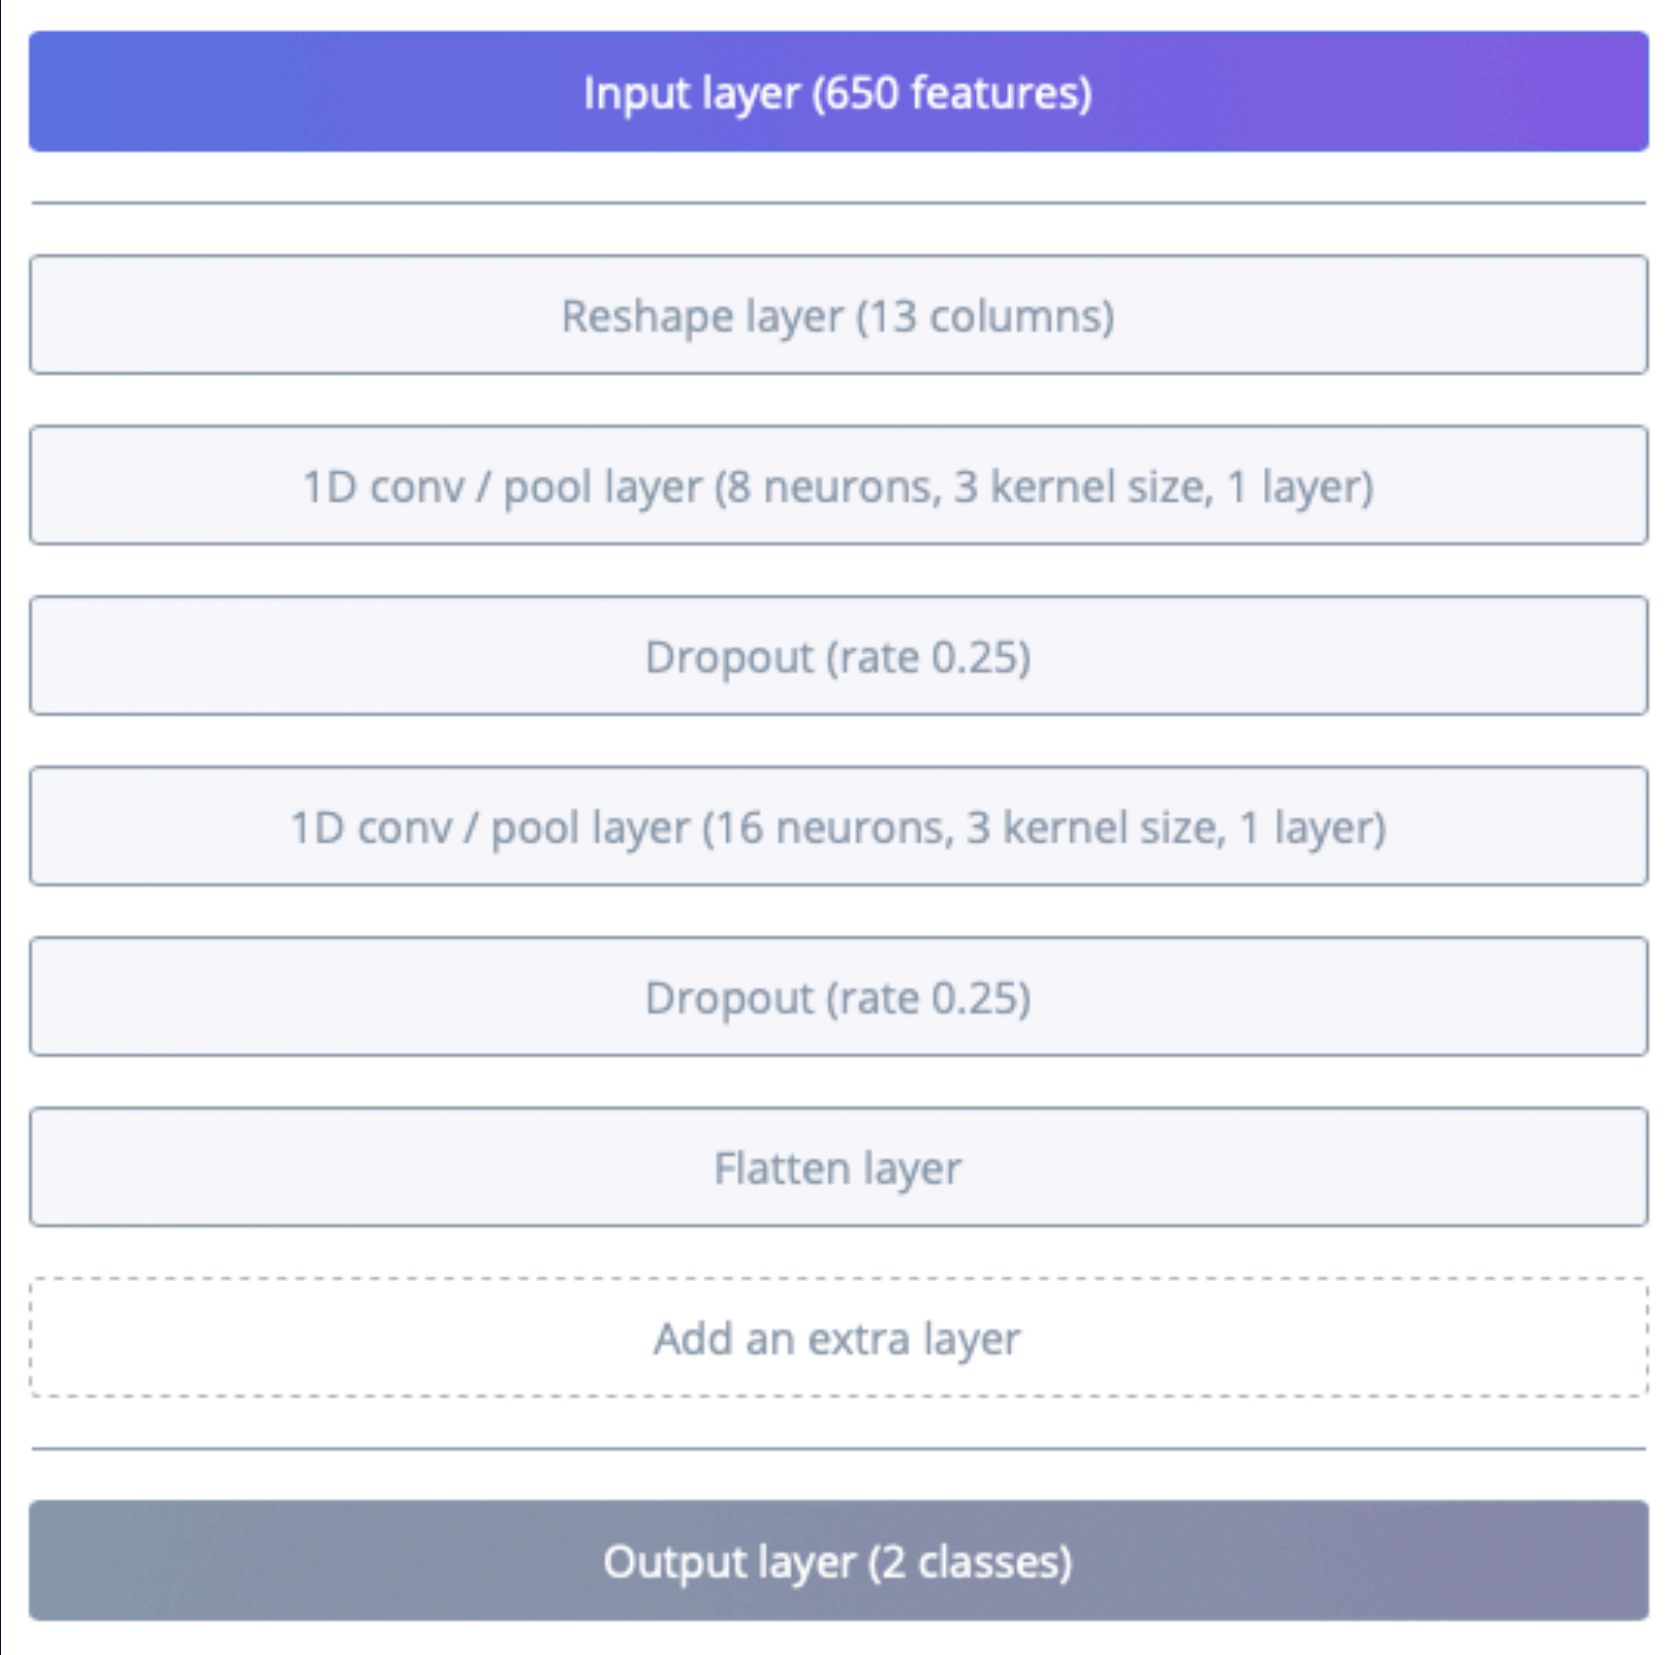 Input layer (650 features)
Reshape layer (13 columns)
1D conv / pool layer (8 neurons, 3 kernel size, 1 layer)
Dropout (rate 0.25)
1D conv / pool layer (16 neurons, 3 kernel size, 1 layer)
Dropout (rate 0.25)
Flatten layer
Add an extra layer
Output layer (2 classes)